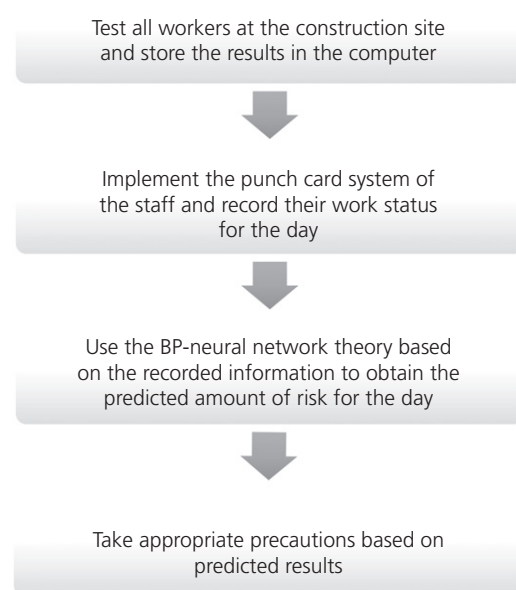 Test all workers at the construction site
and store the results in the computer
Implement the punch card system of
the staff and record their work status
for the day
Use the BP-neural network theory based
on the recorded information to obtain the
predicted amount of risk for the day
Take appropriate precautions based on
predicted results